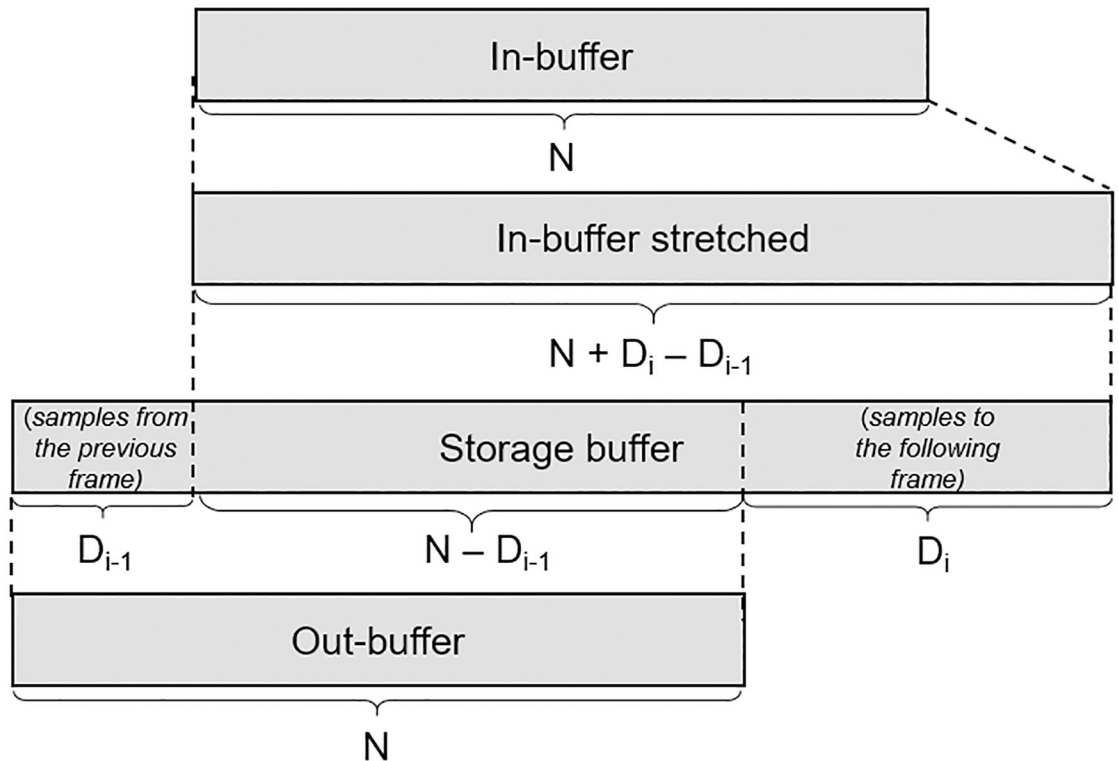 In-buffer
N
In-buffer stretched
N + Di – Di-1
(samples from
the previous
frame)
Storage buffer
(samples to
the following
frame)
Di-1
N – Di-1
Di
Out-buffer
N